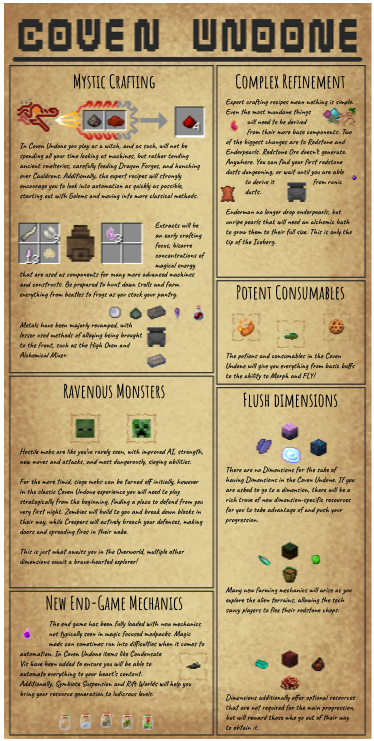 COVEN UNDONE
MYSTIC CRAFTING
4
In Coven Undone you play as a witch, and as such, will not be
spending all your time looking at machines, but rather tending
ancient sanctuaries, carefully feeding Dragon Forges, and hunching
over Cauldrons. Additionally, the expert recipes will strongly
encourage you to look into automation as quickly as possible,
starting out with Golems and moving into more classical methods.
3
Extracts will be
an early crafting
focus, bizarre
concentrations of
magical energy
that are used as components for many more advanced machines
and constructs. Be prepared to hunt down trolls and farm
everything from beetles to frogs as you stock your pantry.
Metals have been majorly revamped, with
lesser used methods of alloying being brought
to the front, such as the High Oven and
Alchemical Mixer.
RAVENOUS MONSTERS
Hostile mobs are like you've rarely seen, with improved AI, strength,
new moves and attacks, and most dangerously, sieging abilities.
For the more timid, siege mobs can be turned off initially, however
in the classic Coven Undone experience you will need to play
strategically from the beginning, finding a place to defend from you
very first night. Zombies will build to go and break down blocks in
their way, while Creepers will actively breach your defenses, making
doors and spreading fires in their wake.
This is just what awaits you in the Overworld, multiple other
dimensions await a brave-hearted explorer!
NEW END-GAME MECHANICS
The end game has been fully loaded with new mechanics,
not typically seen in magic focused modpacks. Magic
mods can sometimes run into difficulties when it comes to
automation. In Coven Undone items like Condensate
Vis have been added to ensure you will be able to
automate everything to your heart's content.
Additionally, Symbiote Suspension and Rift Worlds will help you
bring your resource generation to ludicrous levels.
COMPLEX REFINEMENT
Expert crafting recipes mean nothing is simple.
Even the most mundane things
will need to be derived
from their more base components. Two
of the biggest changes are to Redstone and
Enderpearls. Redstone Ore doesn't generate.
Anywhere. You can find your first redstone
dusts dungeoning, or wait until you are able
to derive it from runic
dusts.
Enderman no longer drop enderpearls, but
unripe pearls that will need an alchemic bath
to grow them to their full size. This is only the
tip of the Iceberg.
POTENT CONSUMABLES
The potions and consumables in the Coven
Undone will give you everything from basic buffs
to the ability to Morph and FLY!
FLUSH DIMENSIONS
There are no Dimensions for the sake of
having Dimensions in the Coven Undone. If you
are asked to go to a dimension, there will be a
rich trove of new dimension-specific resources
for you to take advantage of and push your
progression.
Many new farming mechanics will arise as you
explore the alien terrains, allowing the tech
savy players to flex their redstone chops.
Dimensions additionally offer optional resources
that are not required for the main progression,
but will reward those who go out of their way
to obtain it.